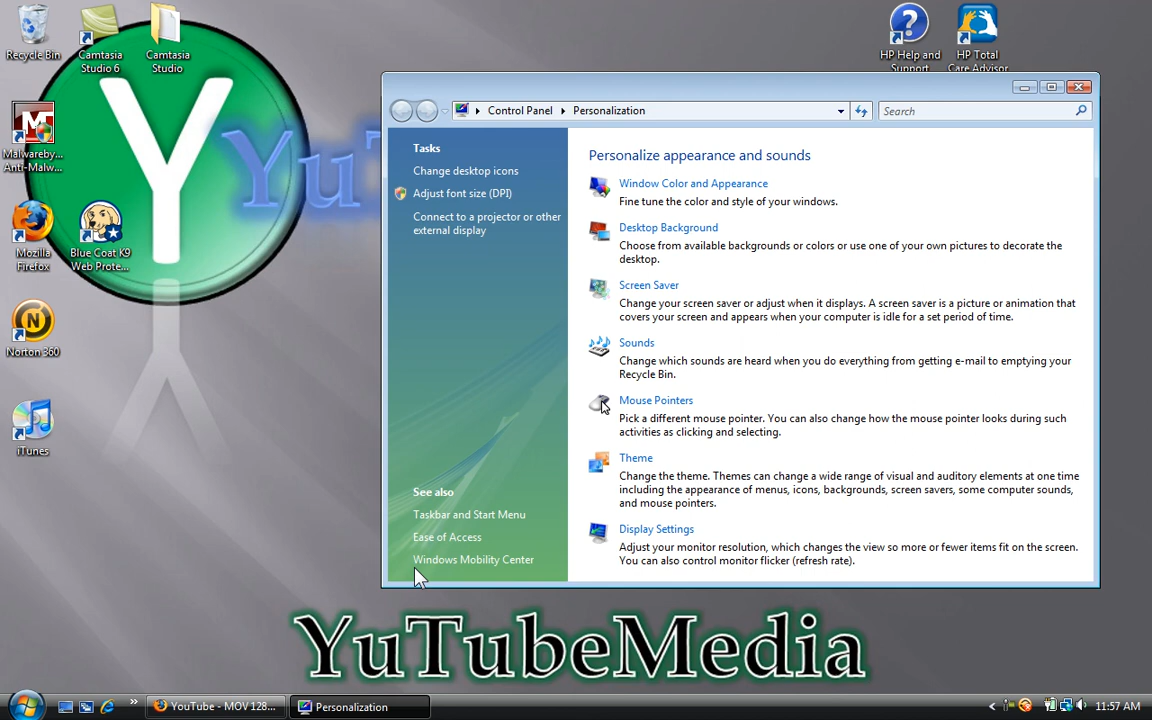 Recycle Bin
Camtasia
Studio 6
Camtasia
Studio
HP Help and
Support
HP Total
Care Advisor
Malwareby...
Anti-Malw...
Mozilla
Firefox
Blue Coat K9
Web Prote...
Norton 360
iTunes
Y
YuT
Control Panel
Personalization
Search
Tasks
Change desktop icons
Adjust font size (DPI)
Connect to a projector or other
external display
See also
Taskbar and Start Menu
Ease of Access
Windows Mobility Center
Personalize appearance and sounds
Window Color and Appearance
Fine tune the color and style of your windows.
Desktop Background
Choose from available backgrounds or colors or use one of your own pictures to decorate the
desktop.
Screen Saver
Change your screen saver or adjust when it displays. A screen saver is a picture or animation that
covers your screen and appears when your computer is idle for a set period of time.
Sounds
Change which sounds are heard when you do everything from getting e-mail to emptying your
Recycle Bin.
Mouse Pointers
Pick a different mouse pointer. You can also change how the mouse pointer looks during such
activities as clicking and selecting.
Theme
Change the theme. Themes can change a wide range of visual and auditory elements at one time
including the appearance of menus, icons, backgrounds, screen savers, some computer sounds,
and mouse pointers.
Display Settings
Adjust your monitor resolution, which changes the view so more or fewer items fit on the screen.
You can also control monitor flicker (refresh rate).
YuTubeMedia
YouTube - MOV 128...
Personalization
11:57 AM